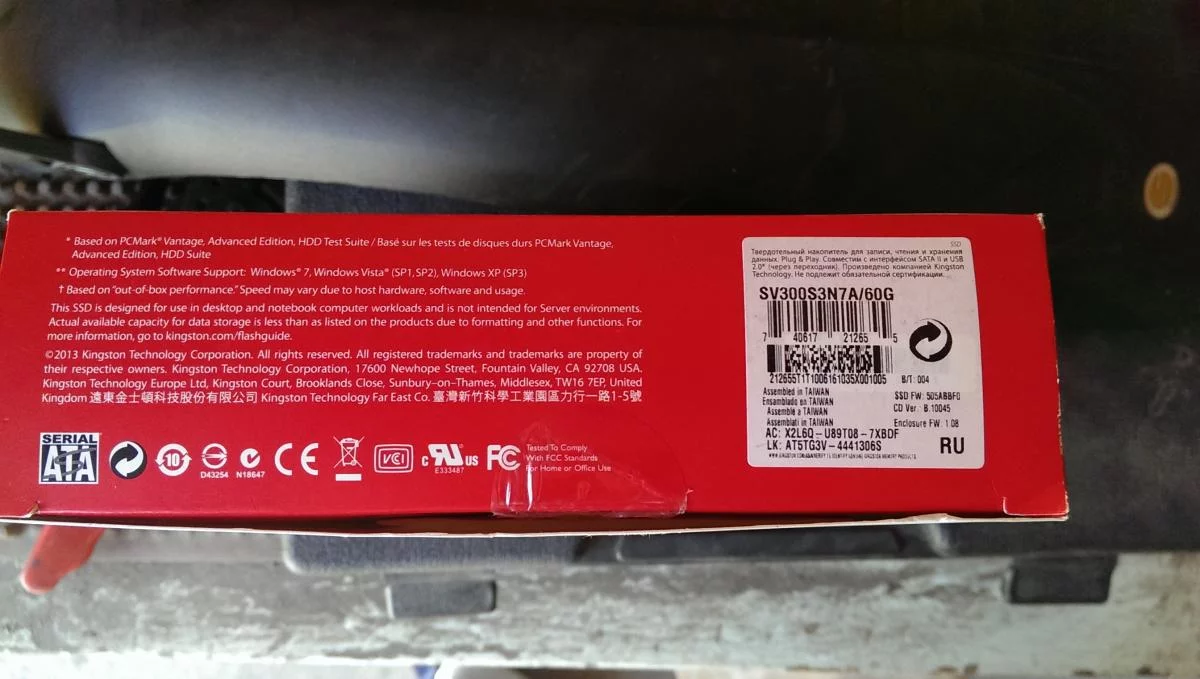 * Based on PCMark® Vantage, Advanced Edition, HDD Test Suite / Basé sur les tests de disques durs PCMark Vantage,
Advanced Edition, HDD Suite
** Operating System Software Support: Windows® 7, Windows Vista® (SP1, SP2), Windows XP (SP3)
† Based on "out-of-box performance." Speed may vary due to host hardware, software and usage.
This SSD is designed for use in desktop and notebook computer workloads and is not intended for Server environments.
Actual available capacity for data storage is less than as listed on the products due to formatting and other functions. For
more information, go to kingston.com/flashguide.
©2013 Kingston Technology Corporation. All rights reserved. All registered trademarks and trademarks are property of
their respective owners. Kingston Technology Corporation, 17600 Newhope Street, Fountain Valley, CA 92708 USA.
Kingston Technology Europe Ltd, Kingston Court, Brooklands Close, Sunbury-on-Thames, Middlesex, TW16 7EP, United
Kingdom 遠東金士頓科技股份有限公司 Kingston Technology Far East Co. 臺灣新竹科學工業園區力行一路1-5號
SERIAL
ATA
10
D43254
N18647
CE
VCI
c RU us
E333487
FC
Tested To Comply
With FCC Standards
For Home or Office Use
SSD
Твердотельный накопитель для записи, чтения и хранения
данных. Plug & Play. Совместим с интерфейсом SATA II и USB
2.0* (через переходник). Произведено компанией Kingston
Technology. Не подлежит обязательной сертификации.
SV300S3N7A/60G
7 40617 21265 5
212655T1T1006161035X001005
B/T: 004
Assembled in TAIWAN
Ensamblado en TAIWAN
Assemblé a TAIWAN
Assemblati in TAIWAN
SSD FW: 505ABBF0
CD Ver.: B.10045
Enclosure FW: 1.08
AC: X2L6Q-U89T08-7XBDF
LK: AT5TG3V-4441306S
RU